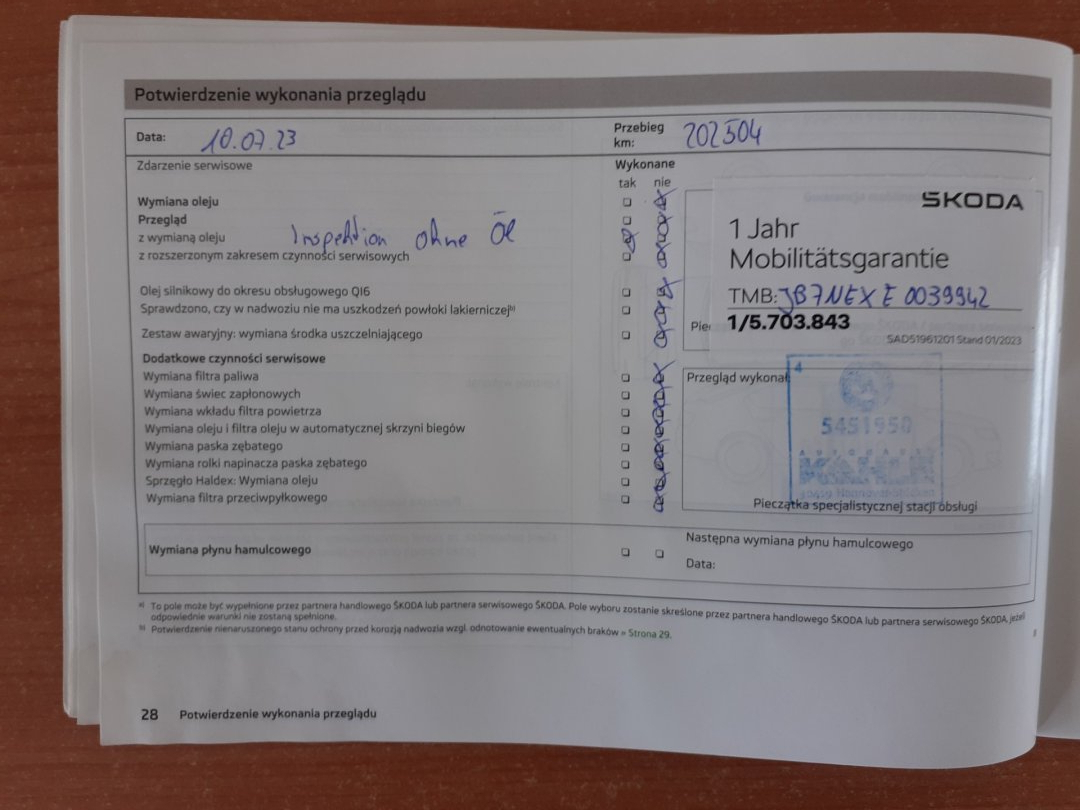 Potwierdzenie wykonania przeglądu
Data: 10.07.23
Przebieg km: 202504
Zdarzenie serwisowe
Wykonane
tak nie
Wymiana oleju
Przegląd
z wymianą oleju Inspektion ohne Öl
z rozszerzonym zakresem czynności serwisowych
ŠKODA
1 Jahr
Mobilitätsgarantie
TMB: JB7NEXE0039942
1/5.703.843
SAD51961201 Stand 01/2023
Olej silnikowy do okresu obsługowego QI6
Sprawdzono, czy w nadwoziu nie ma uszkodzeń powłoki lakierniczej b)
Zestaw awaryjny: wymiana środka uszczelniającego
Dodatkowe czynności serwisowe
Wymiana filtra paliwa
Wymiana świec zapłonowych
Wymiana wkładu filtra powietrza
Wymiana oleju i filtra oleju w automatycznej skrzyni biegów
Wymiana paska zębatego
Wymiana rolki napinacza paska zębatego
Sprzęgło Haldex: Wymiana oleju
Wymiana filtra przeciwpyłkowego
Przegląd wykonał
4
5451950
KAHLE
Pieczątka specjalistycznej stacji obsługi
Wymiana płynu hamulcowego
Następna wymiana płynu hamulcowego
Data:
a) To pole może być wypełnione przez partnera handlowego ŠKODA lub partnera serwisowego ŠKODA. Pole wyboru zostanie skreślone przez partnera handlowego ŠKODA lub partnera serwisowego ŠKODA, jeżeli
odpowiednie warunki nie zostaną spełnione.
b) Potwierdzenie nienaruszonego stanu ochrony przed korozją nadwozia wzgl. odnotowanie ewentualnych braków » Strona 29.
28 Potwierdzenie wykonania przeglądu